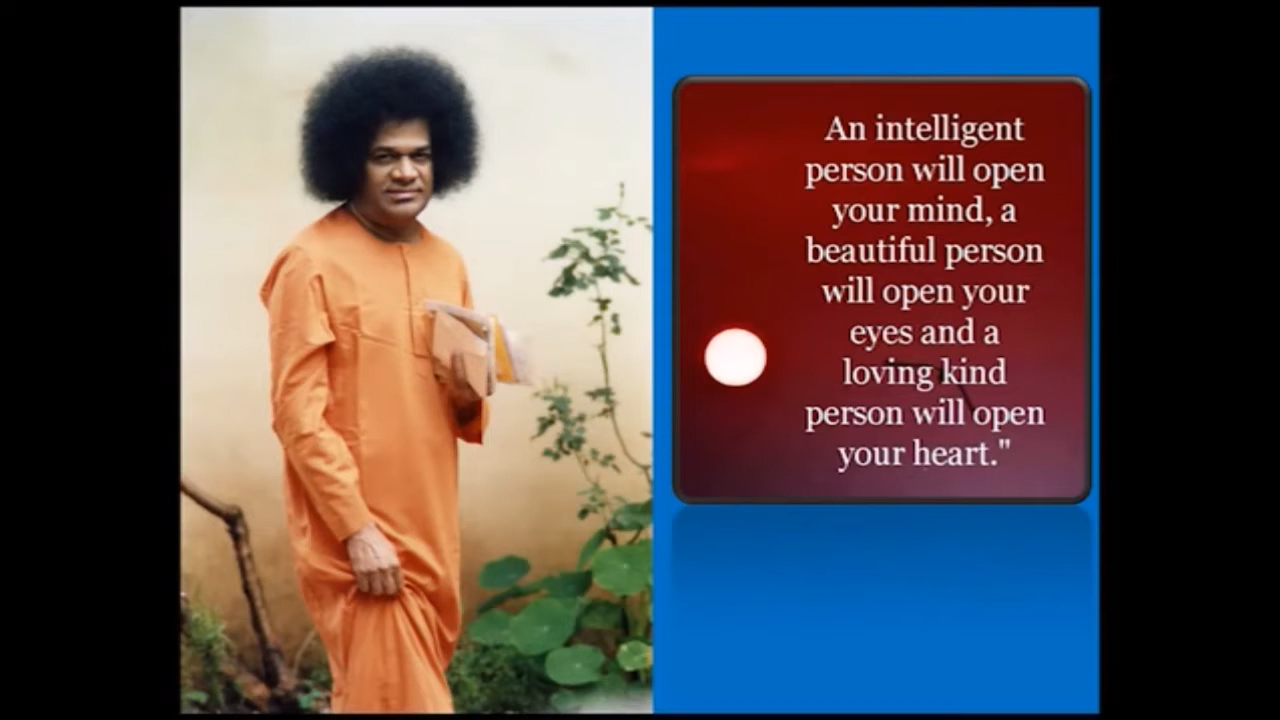 An intelligent
person will open
your mind, a
beautiful person
will open your
eyes and a
loving kind
person will open
your heart."